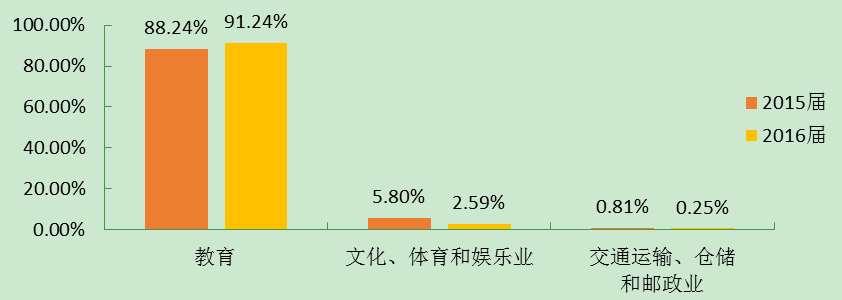 100.00%
80.00%
60.00%
40.00%
20.00%
0.00%
88.24%
91.24%
5.80%
2.59%
0.81%
0.25%
教育
文化、体育和娱乐业
交通运输、仓储
和邮政业
2015届
2016届